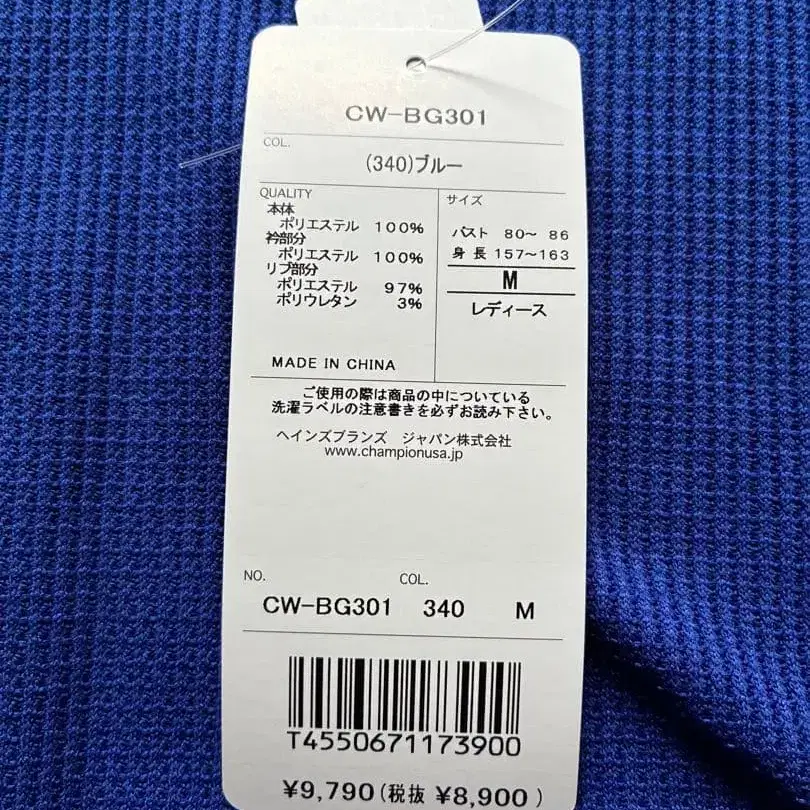 CW-BG301
COL.
(340)ブルー
QUALITY
本体
ポリエステル 100%
衿部分
ポリエステル 100%
リブ部分
ポリエステル 97%
ポリウレタン 3%
サイズ
バスト 80～ 86
身 長 157～163
M
レディース
MADE IN CHINA
ご使用の際は商品の中についている
洗濯ラベルの注意書きを必ずお読み下さい。
ヘインズブランズ ジャパン株式会社
www.championusa.jp
NO. COL.
CW-BG301 340 M
T4550671173900
¥9,790(税抜 ¥8,900)